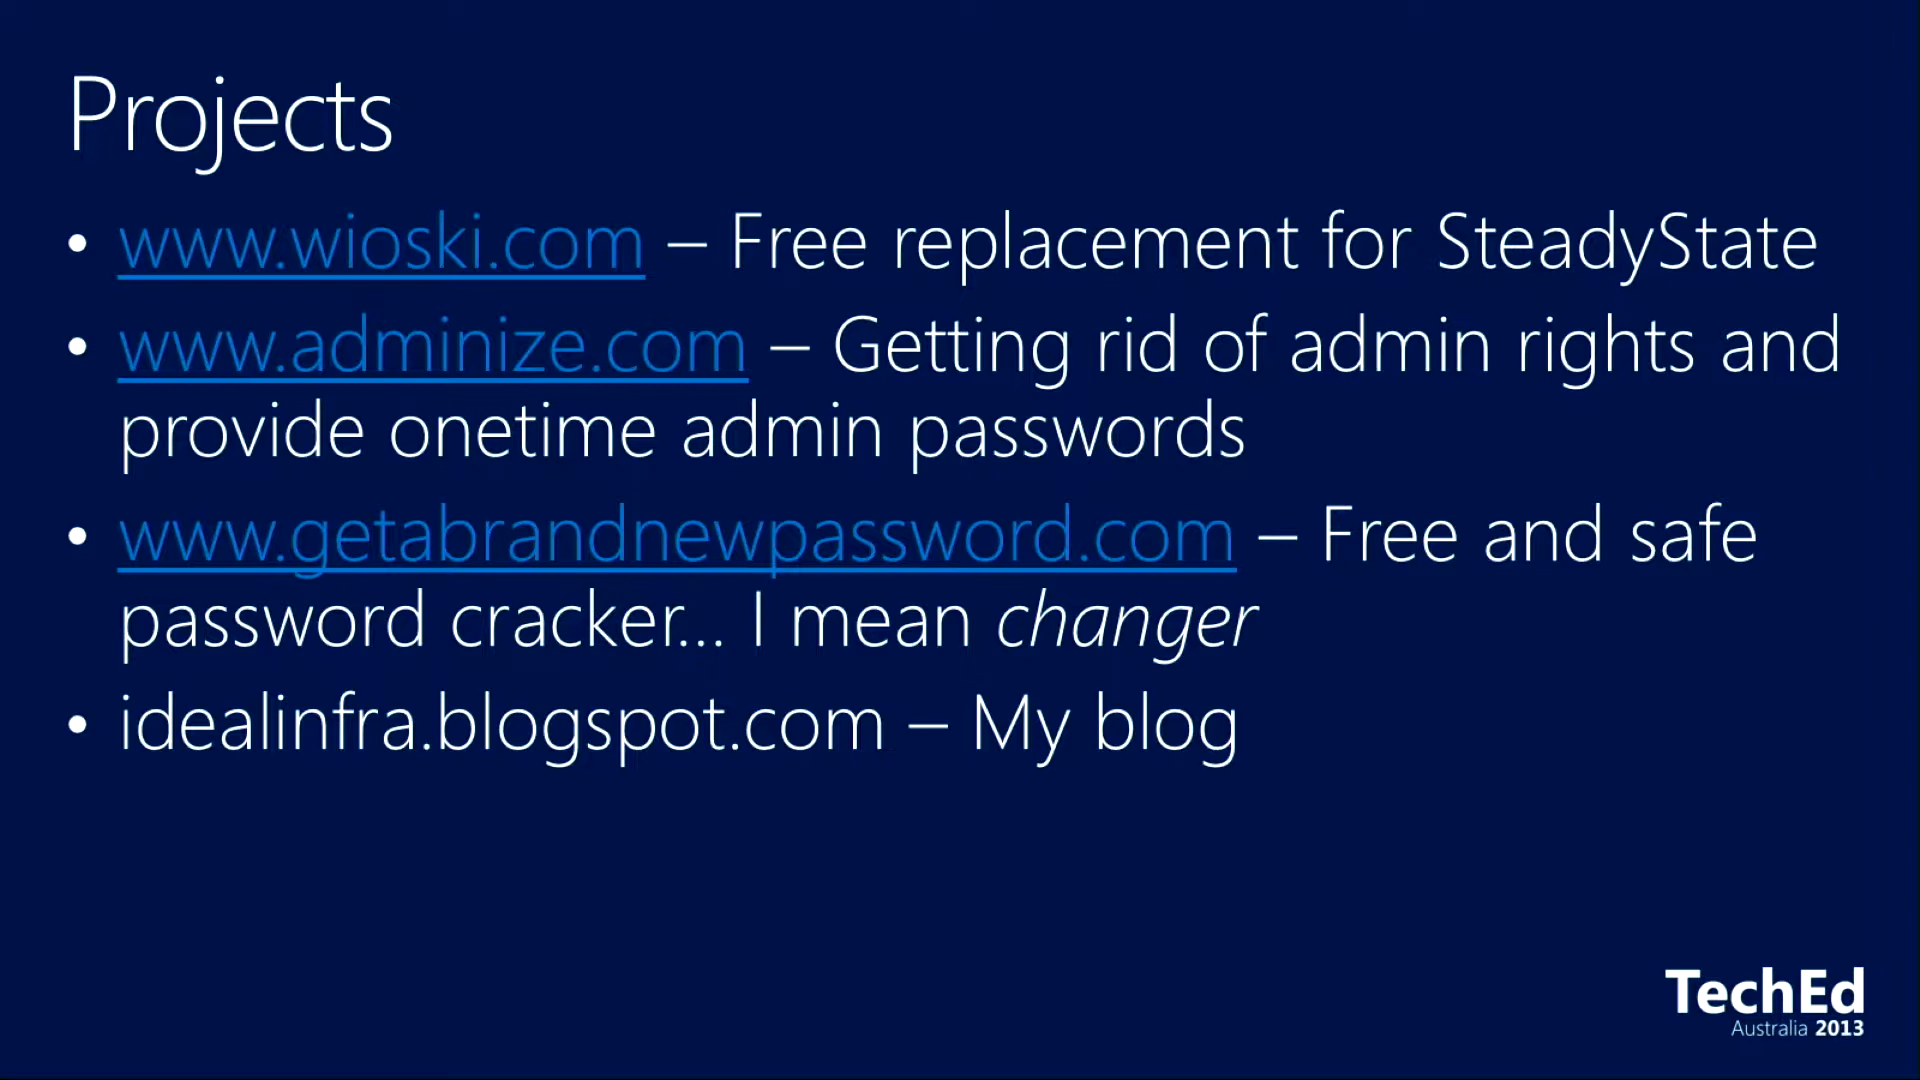 Projects
• www.wioski.com – Free replacement for SteadyState
• www.adminize.com – Getting rid of admin rights and
provide onetime admin passwords
• www.getabrandnewpassword.com – Free and safe
password cracker... I mean changer
• idealinfra.blogspot.com – My blog
TechEd
Australia 2013